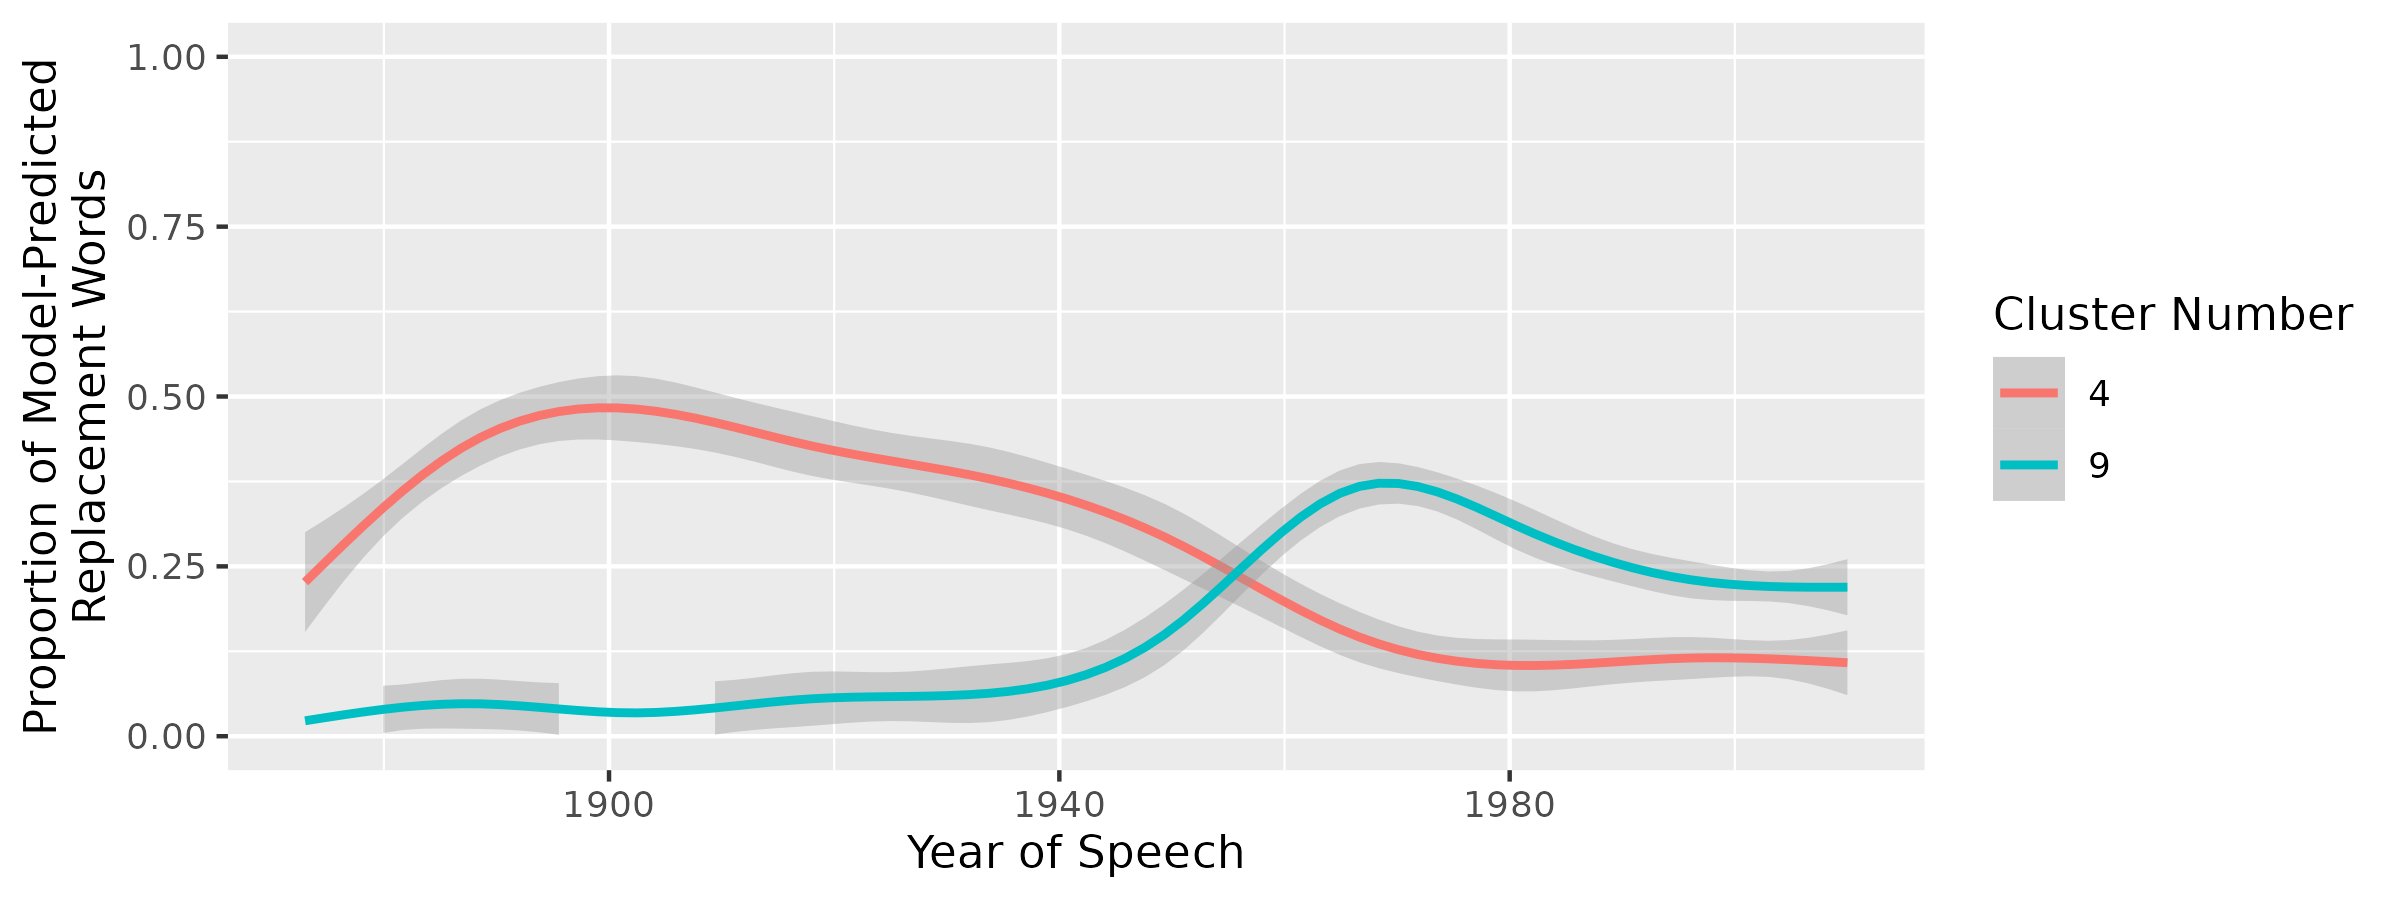 Proportion of Model-Predicted
Replacement Words
1.00
0.75
0.50
0.25
0.00
1900
1940
1980
Year of Speech
Cluster Number
4
9